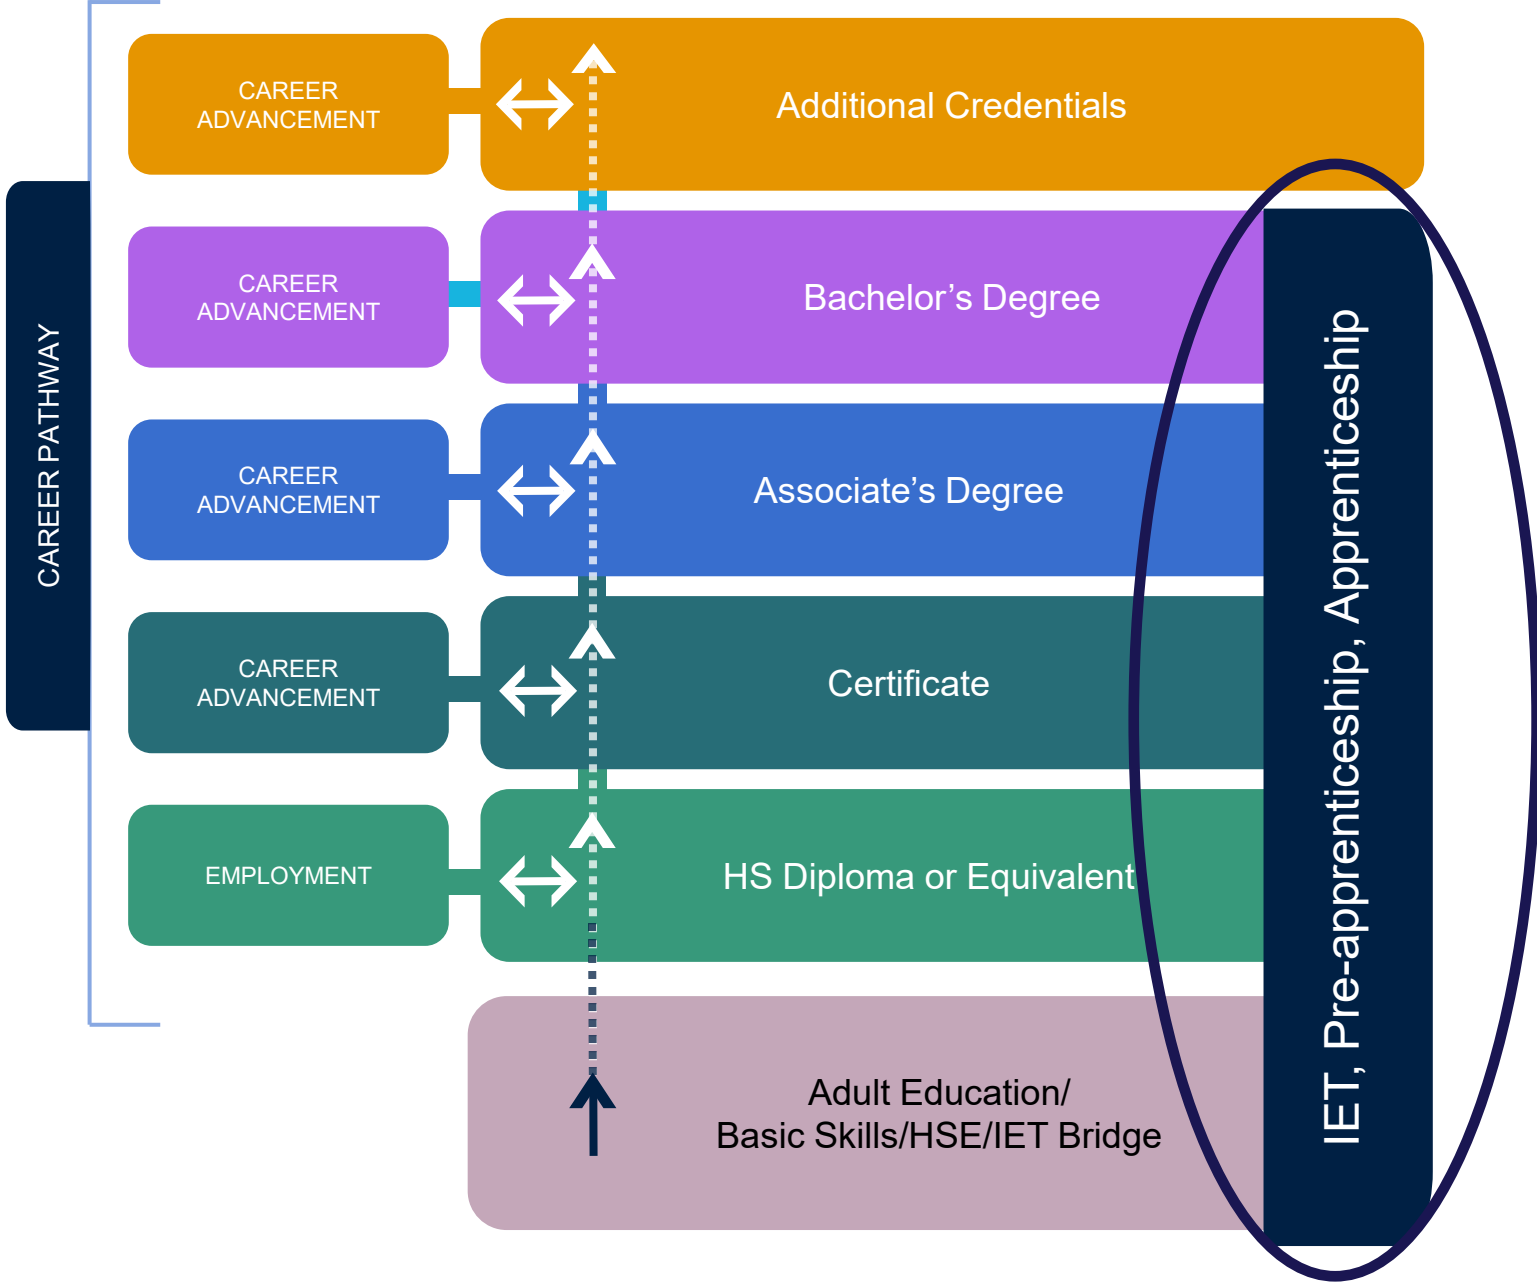 CAREER PATHWAY
CAREER
ADVANCEMENT
Additional Credentials
CAREER
ADVANCEMENT
Bachelor’s Degree
CAREER
ADVANCEMENT
Associate’s Degree
CAREER
ADVANCEMENT
Certificate
EMPLOYMENT
HS Diploma or Equivalent
Adult Education/
Basic Skills/HSE/IET Bridge
IET, Pre-apprenticeship, Apprenticeship